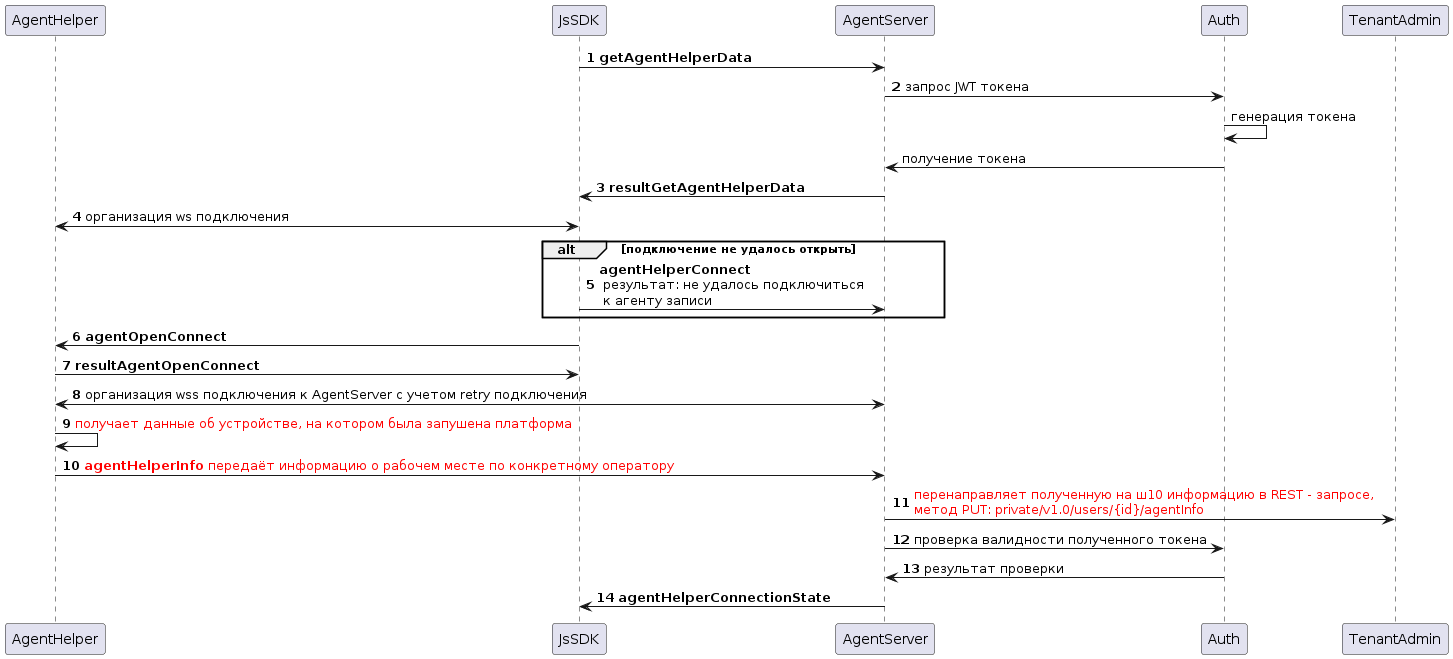 AgentHelper
JsSDK
AgentServer
Auth
TenantAdmin
1 getAgentHelperData
2 запрос JWT токена
генерация токена
получение токена
3 resultGetAgentHelperData
4 организация ws подключения
alt [подключение не удалось открыть]
agentHelperConnect
5 результат: не удалось подключиться
к агенту записи
6 agentOpenConnect
7 resultAgentOpenConnect
8 организация wss подключения к AgentServer с учетом retry подключения
9 получает данные об устройстве, на котором была запушена платформа
10 agentHelperInfo передаёт информацию о рабочем месте по конкретному оператору
11 перенаправляет полученную на ш10 информацию в REST - запросе,
метод PUT: private/v1.0/users/{id}/agentInfo
12 проверка валидности полученного токена
13 результат проверки
14 agentHelperConnectionState
AgentHelper
JsSDK
AgentServer
Auth
TenantAdmin